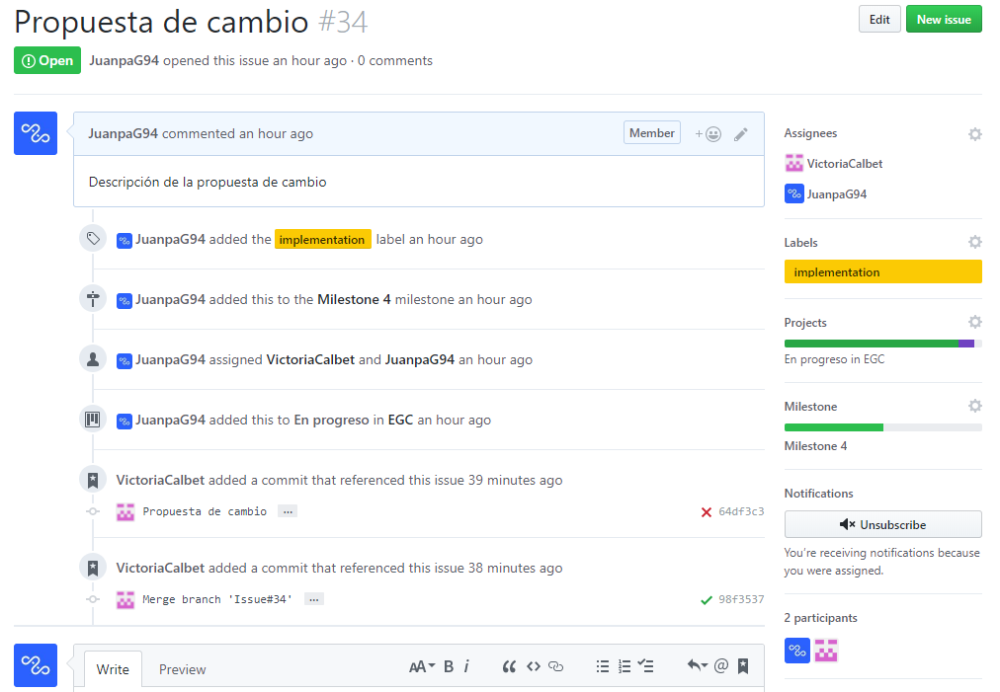 Propuesta de cambio #34
Edit
New issue
Open
JuanpaG94 opened this issue an hour ago · 0 comments
JuanpaG94 commented an hour ago
Member
Descripción de la propuesta de cambio
JuanpaG94 added the implementation label an hour ago
JuanpaG94 added this to the Milestone 4 milestone an hour ago
JuanpaG94 assigned VictoriaCalbet and JuanpaG94 an hour ago
JuanpaG94 added this to En progreso in EGC an hour ago
VictoriaCalbet added a commit that referenced this issue 39 minutes ago
Propuesta de cambio ... 64df3c3
VictoriaCalbet added a commit that referenced this issue 38 minutes ago
Merge branch 'Issue#34' ... 98f3537
Write
Preview
AA B i
Assignees
VictoriaCalbet
JuanpaG94
Labels
implementation
Projects
En progreso in EGC
Milestone
Milestone 4
Notifications
Unsubscribe
You're receiving notifications because
you were assigned.
2 participants